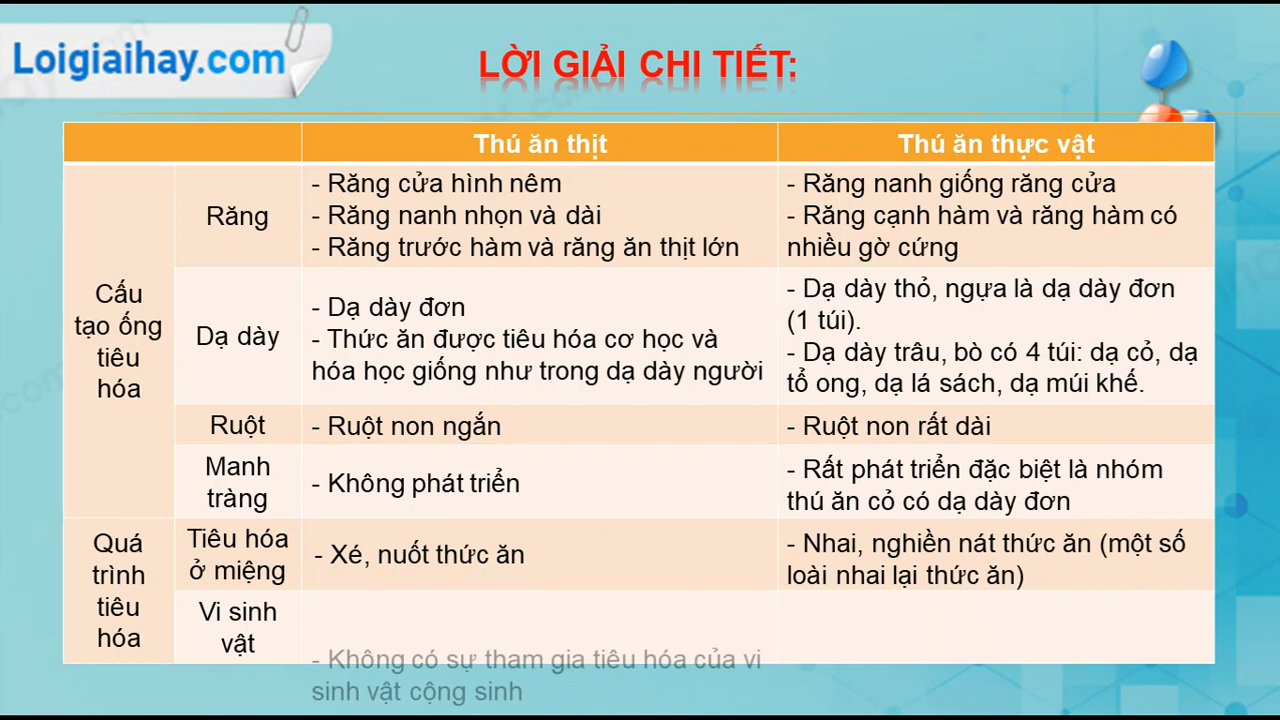 Loigiaihay.com
LỜI GIẢI CHI TIẾT:
Thú ăn thịt
Thú ăn thực vật
Cấu
tạo ống
tiêu
hóa
Răng
- Răng cửa hình nêm
- Răng nanh nhọn và dài
- Răng trước hàm và răng ăn thịt lớn
- Răng nanh giống răng cửa
- Răng cạnh hàm và răng hàm có
nhiều gờ cứng
Dạ dày
- Dạ dày đơn
- Thức ăn được tiêu hóa cơ học và
hóa học giống như trong dạ dày người
- Dạ dày thỏ, ngựa là dạ dày đơn
(1 túi).
- Dạ dày trâu, bò có 4 túi: dạ cỏ, dạ
tổ ong, dạ lá sách, dạ múi khế.
Ruột
- Ruột non ngắn
- Ruột non rất dài
Manh
tràng
- Không phát triển
- Rất phát triển đặc biệt là nhóm
thú ăn cỏ có dạ dày đơn
Quá
trình
tiêu
hóa
Tiêu hóa
ở miệng
- Xé, nuốt thức ăn
- Nhai, nghiền nát thức ăn (một số
loài nhai lại thức ăn)
Vi sinh
vật
- Không có sự tham gia tiêu hóa của vi
sinh vật cộng sinh